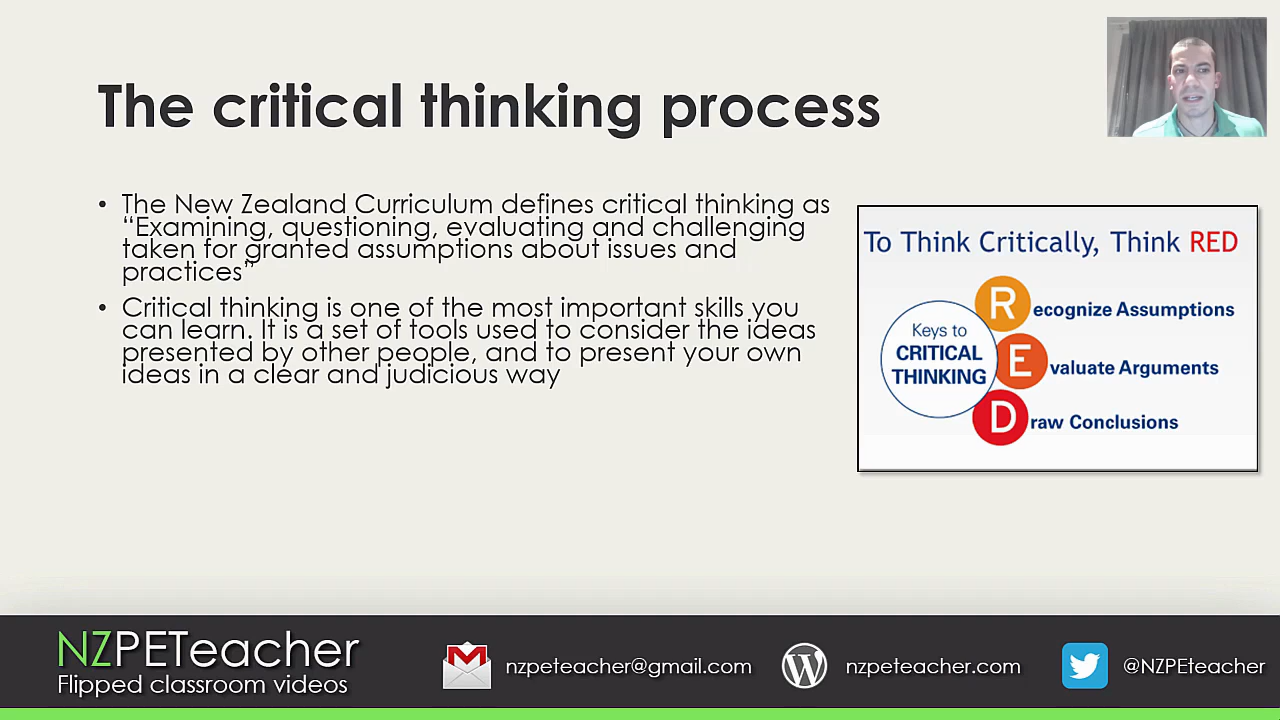 The critical thinking process
• The New Zealand Curriculum defines critical thinking as
“Examining, questioning, evaluating and challenging
taken for granted assumptions about issues and
practices”
• Critical thinking is one of the most important skills you
can learn. It is a set of tools used to consider the ideas
presented by other people, and to present your own
ideas in a clear and judicious way
To Think Critically, Think RED
Keys to
CRITICAL
THINKING
Recognize Assumptions
Evaluate Arguments
Draw Conclusions
NZPETeacher
Flipped classroom videos
nzpeteacher@gmail.com
nzpeteacher.com
@NZPEteacher